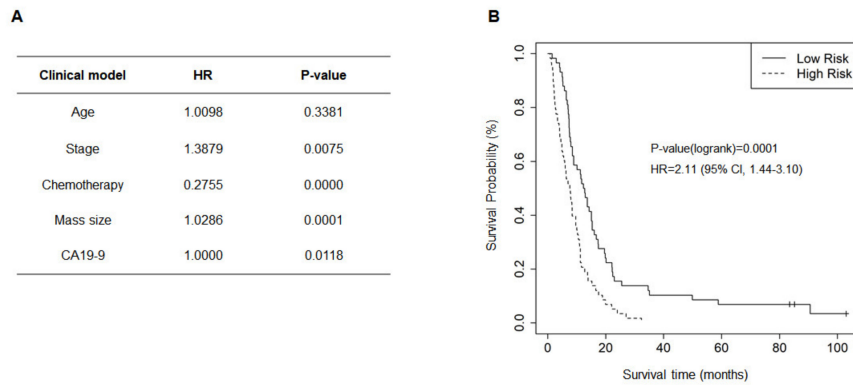 A
Clinical model HR P-value
Age 1.0098 0.3381
Stage 1.3879 0.0075
Chemotherapy 0.2755 0.0000
Mass size 1.0286 0.0001
CA19-9 1.0000 0.0118
B
Low Risk
High Risk
P-value(logrank)=0.0001
HR=2.11 (95% CI, 1.44-3.10)
Survival Probability (%)
1.0
0.8
0.6
0.4
0.2
0.0
0 20 40 60 80 100
Survival time (months)